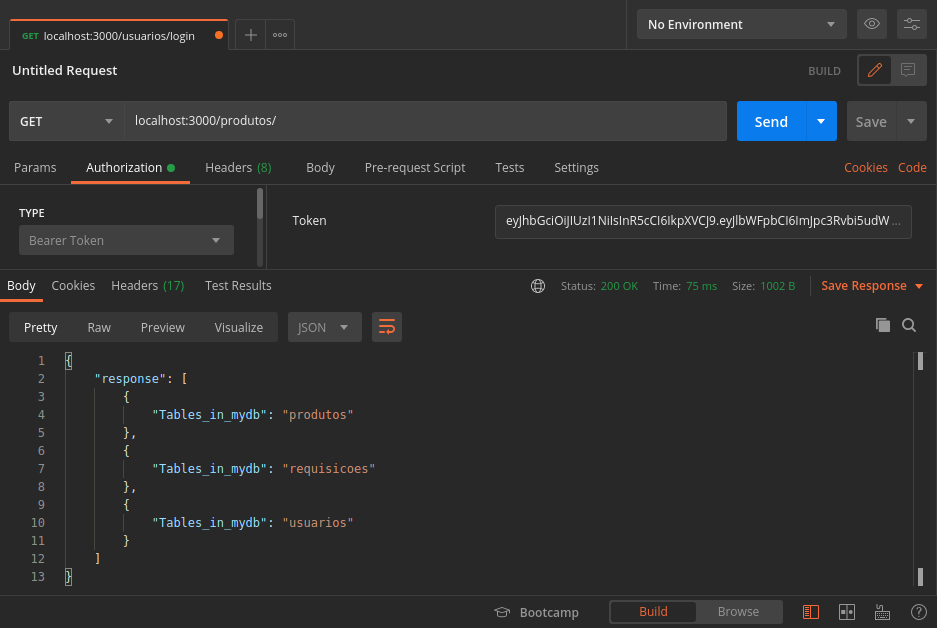 GET localhost:3000/usuarios/login
No Environment
Untitled Request
BUILD
GET
localhost:3000/produtos/
Send
Save
Params
Authorization
Headers (8)
Body
Pre-request Script
Tests
Settings
Cookies
Code
TYPE
Bearer Token
Token
eyJhbGciOiJIUzI1NiIsInR5cCI6IkpXVCJ9.eyJlbWFpbCI6ImJpc3Rvbi5udW ...
Body
Cookies
Headers (17)
Test Results
Status: 200 OK
Time: 75 ms
Size: 1002 B
Save Response
Pretty
Raw
Preview
Visualize
JSON
1 {
2 "response": [
3 {
4 "Tables_in_mydb": "produtos"
5 },
6 {
7 "Tables_in_mydb": "requisicoes"
8 },
9 {
10 "Tables_in_mydb": "usuarios"
11 }
12 ]
13 }
Bootcamp
Build
Browse